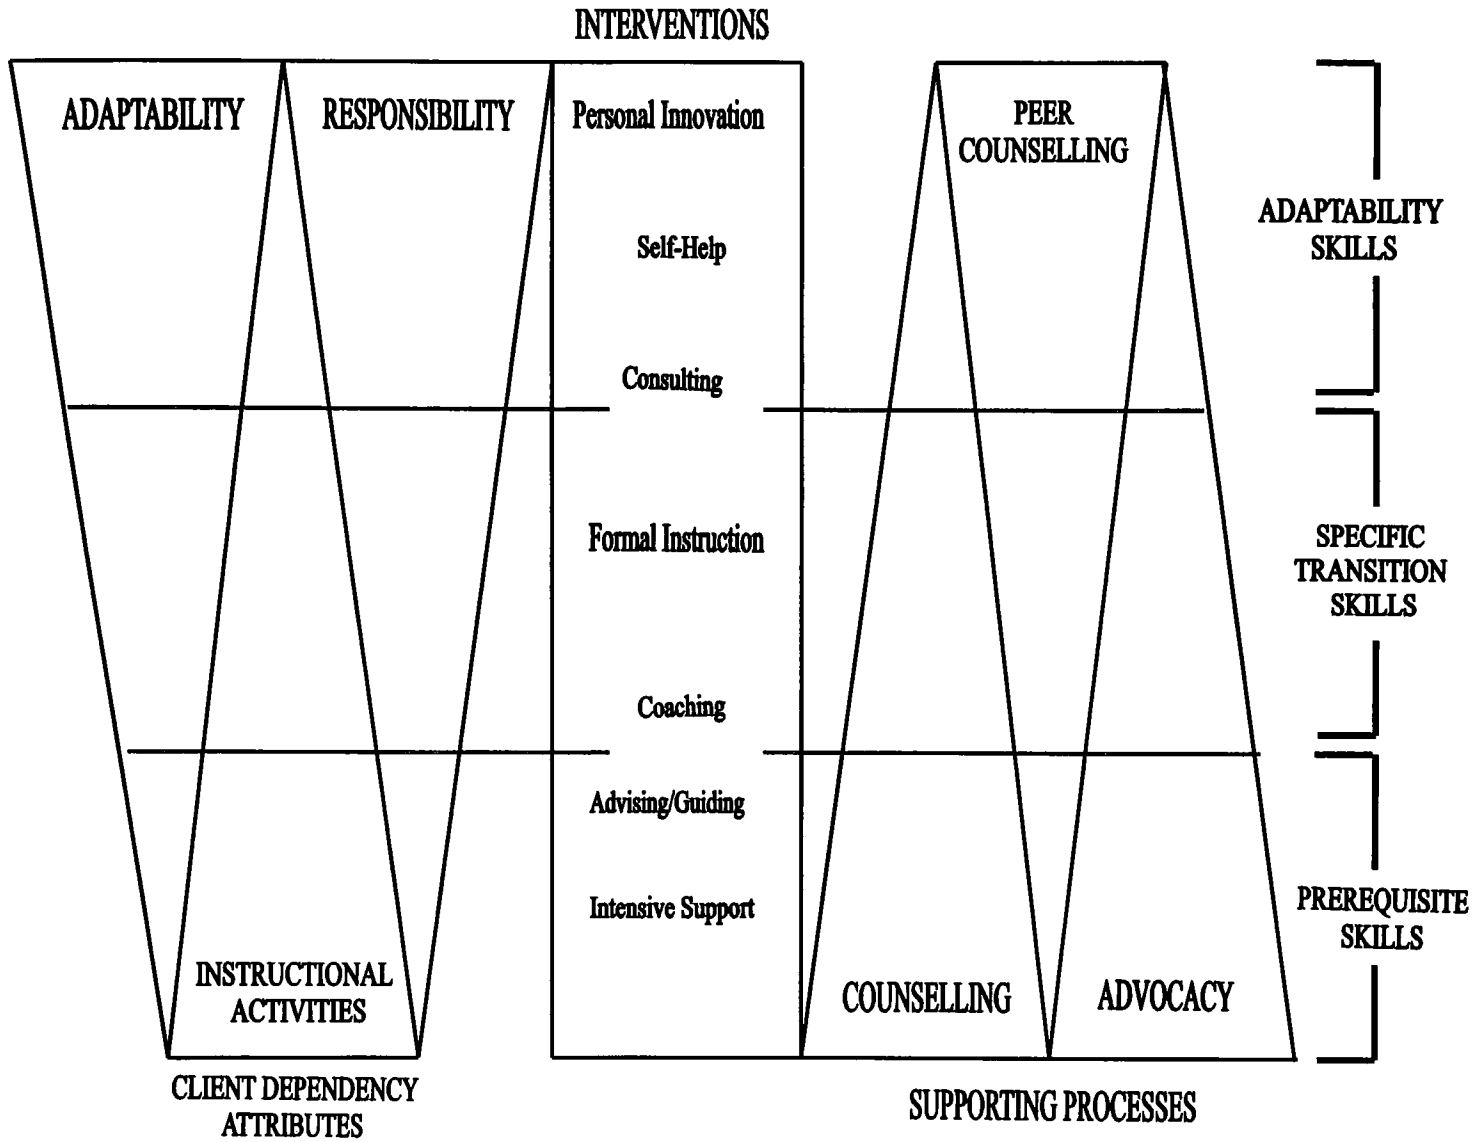 INTERVENTIONS
ADAPTABILITY
RESPONSIBILITY
Personal Innovation
PEER
COUNSELLING
ADAPTABILITY
SKILLS
Self-Help
Consulting
Formal Instruction
SPECIFIC
TRANSITION
SKILLS
Coaching
Advising/Guiding
Intensive Support
PREREQUISITE
SKILLS
INSTRUCTIONAL
ACTIVITIES
COUNSELLING
ADVOCACY
CLIENT DEPENDENCY
ATTRIBUTES
SUPPORTING PROCESSES